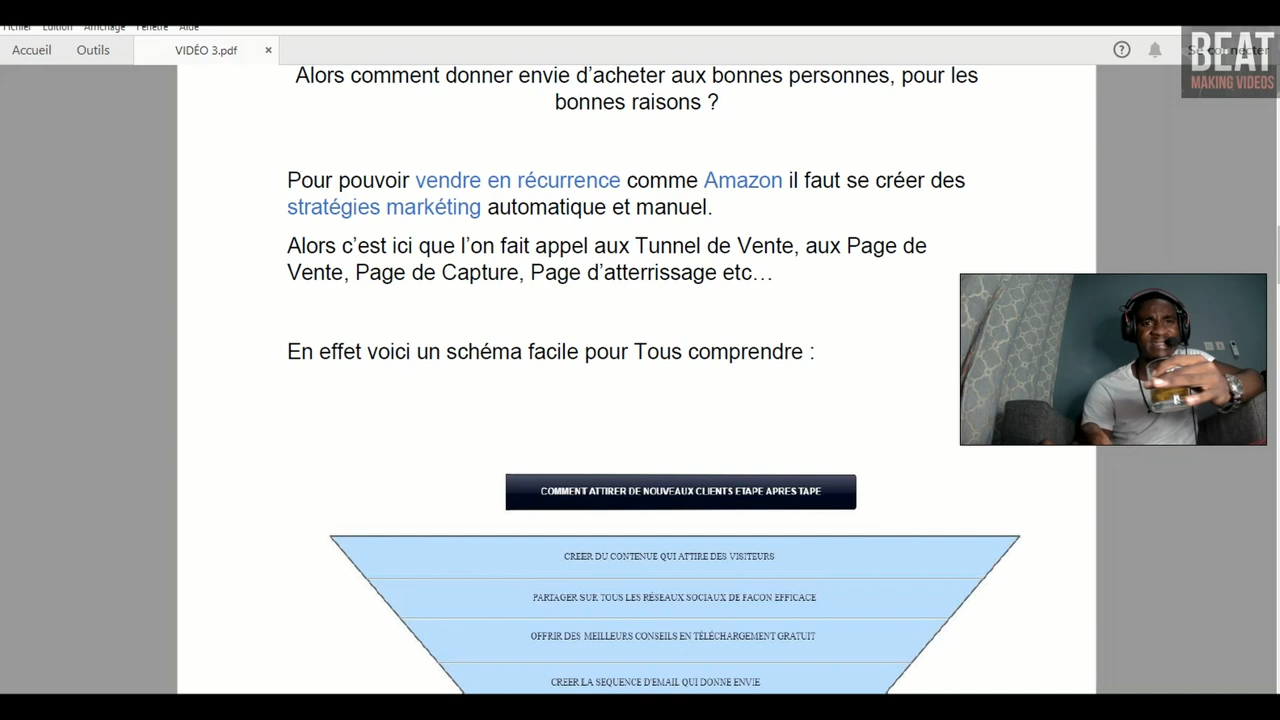 Fichier Edition Affichage Fenêtre Aide
Accueil Outils VIDÉO 3.pdf ×
BEAT
MAKING VIDEOS
Alors comment donner envie d’acheter aux bonnes personnes, pour les
bonnes raisons ?
Pour pouvoir vendre en récurrence comme Amazon il faut se créer des
stratégies markéting automatique et manuel.
Alors c’est ici que l’on fait appel aux Tunnel de Vente, aux Page de
Vente, Page de Capture, Page d’atterrissage etc…
En effet voici un schéma facile pour Tous comprendre :
COMMENT ATTIRER DE NOUVEAUX CLIENTS ETAPE APRES TAPE
CREER DU CONTENUE QUI ATTIRE DES VISITEURS
PARTAGER SUR TOUS LES RÉSEAUX SOCIAUX DE FACON EFFICACE
OFFRIR DES MEILLEURS CONSEILS EN TÉLÉCHARGEMENT GRATUIT
CREER LA SEQUENCE D'EMAIL QUI DONNE ENVIE